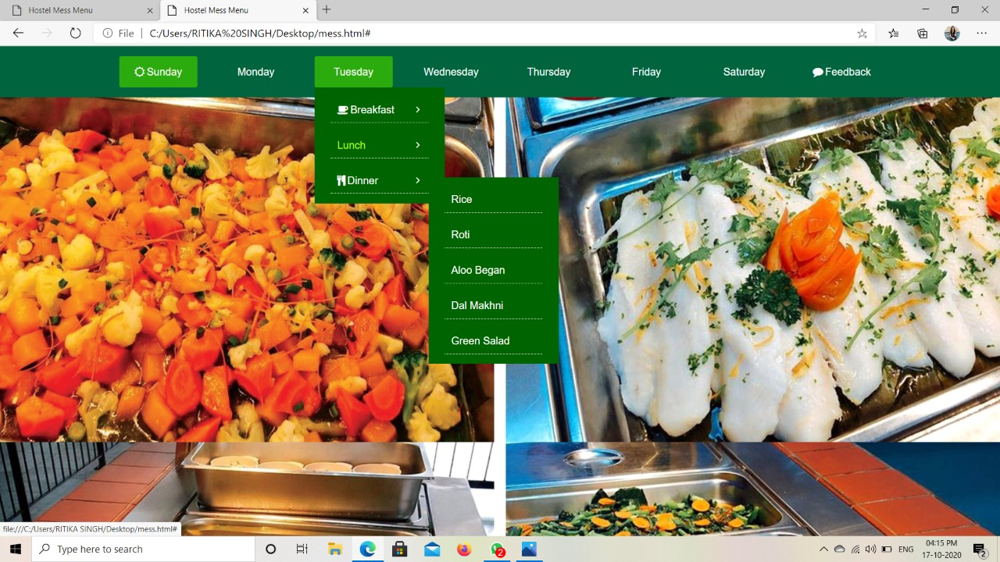 Hostel Mess Menu
Hostel Mess Menu
File | C:/Users/RITIKA%20SINGH/Desktop/mess.html#
Sunday Monday Tuesday Wednesday Thursday Friday Saturday Feedback
Breakfast
Lunch
Dinner
Rice
Roti
Aloo Began
Dal Makhni
Green Salad
file:///C:/Users/RITIKA SINGH/Desktop/mess.html#
Type here to search
2
ENG
04:15 PM
17-10-2020
2